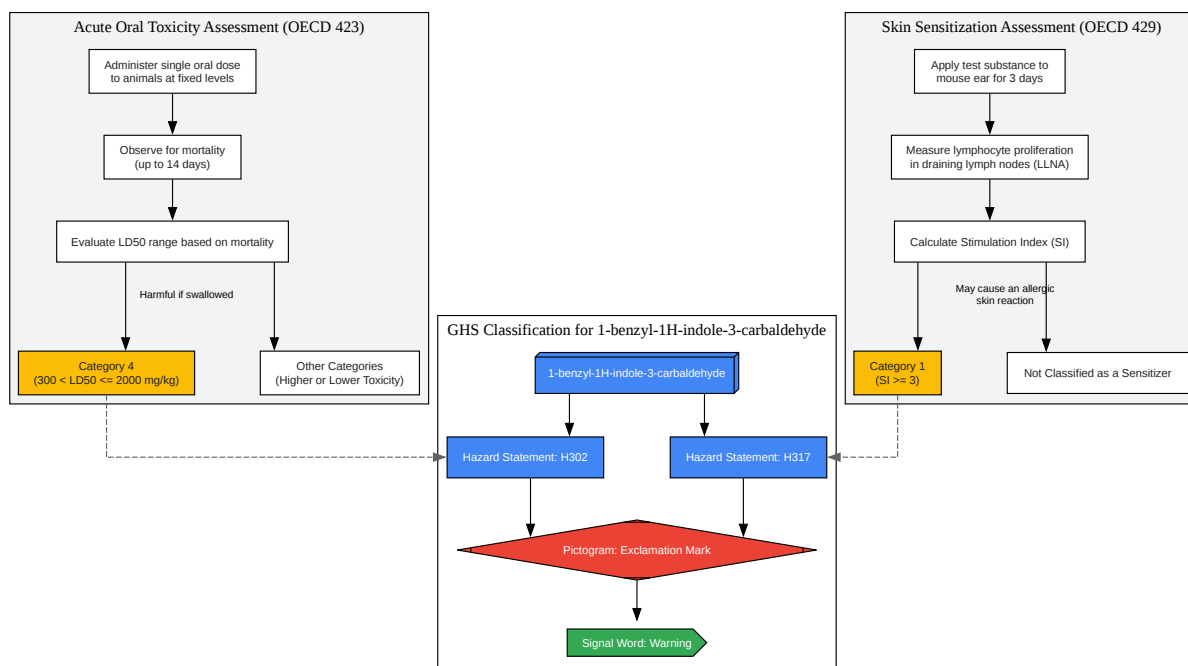 Acute Oral Toxicity Assessment (OECD 423)
Administer single oral dose
to animals at fixed levels
Observe for mortality
(up to 14 days)
Evaluate LD50 range based on mortality
Harmful if swallowed
Category 4
(300 < LD50 <= 2000 mg/kg)
Other Categories
(Higher or Lower Toxicity)
Skin Sensitization Assessment (OECD 429)
Apply test substance to
mouse ear for 3 days
Measure lymphocyte proliferation
in draining lymph nodes (LLNA)
Calculate Stimulation Index (SI)
May cause an allergic
skin reaction
Category 1
(SI >= 3)
Not Classified as a Sensitizer
GHS Classification for 1-benzyl-1H-indole-3-carbaldehyde
1-benzyl-1H-indole-3-carbaldehyde
Hazard Statement: H302
Hazard Statement: H317
Pictogram: Exclamation Mark
Signal Word: Warning